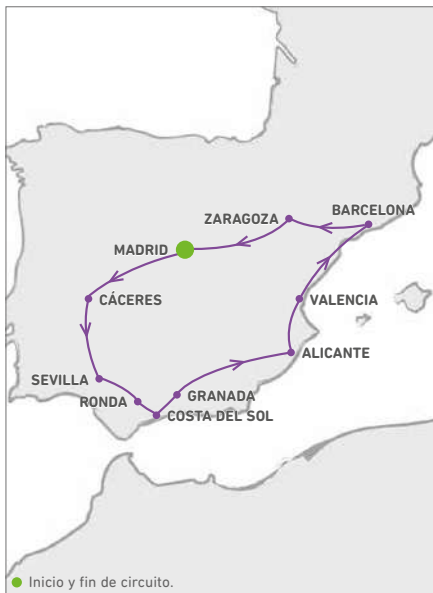 ZARAGOZA
BARCELONA
MADRID
CÁCERES
VALENCIA
ALICANTE
SEVILLA
GRANADA
RONDA
COSTA DEL SOL
Inicio y fin de circuito.